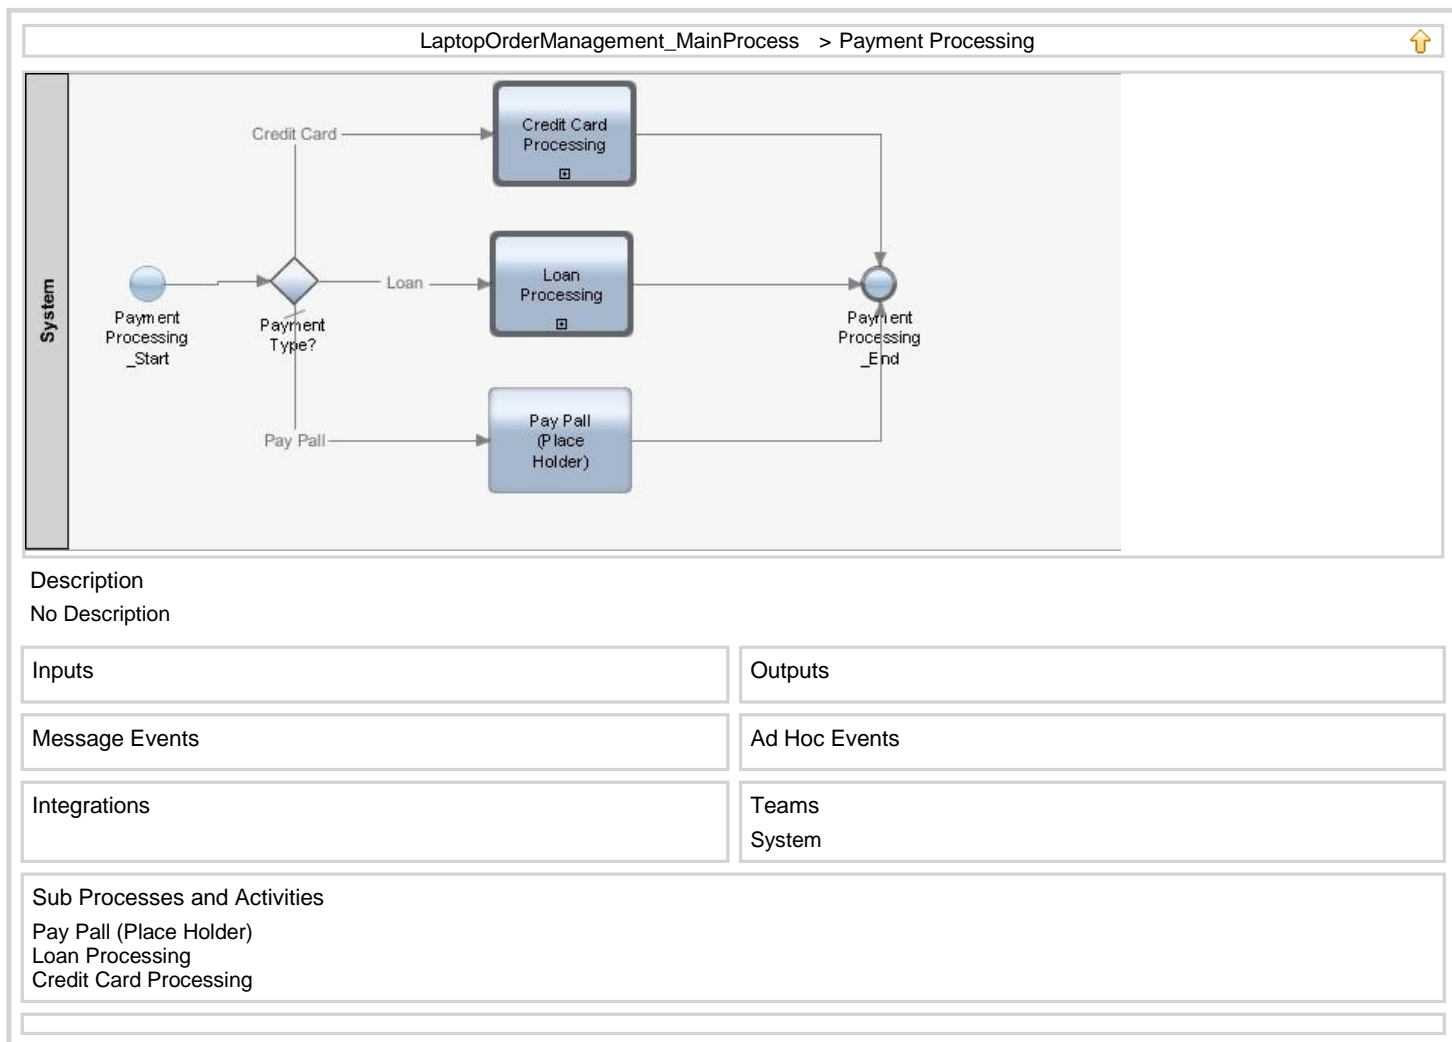 LaptopOrderManagement_MainProcess > Payment Processing
System
Credit Card
Credit Card
Processing
Payment
Processing
_Start
Payment
Type?
Loan
Loan
Processing
Payment
Processing
_End
Pay Pall
Pay Pall
(Place
Holder)
Description
No Description
Inputs
Outputs
Message Events
Ad Hoc Events
Integrations
Teams
System
Sub Processes and Activities
Pay Pall (Place Holder)
Loan Processing
Credit Card Processing